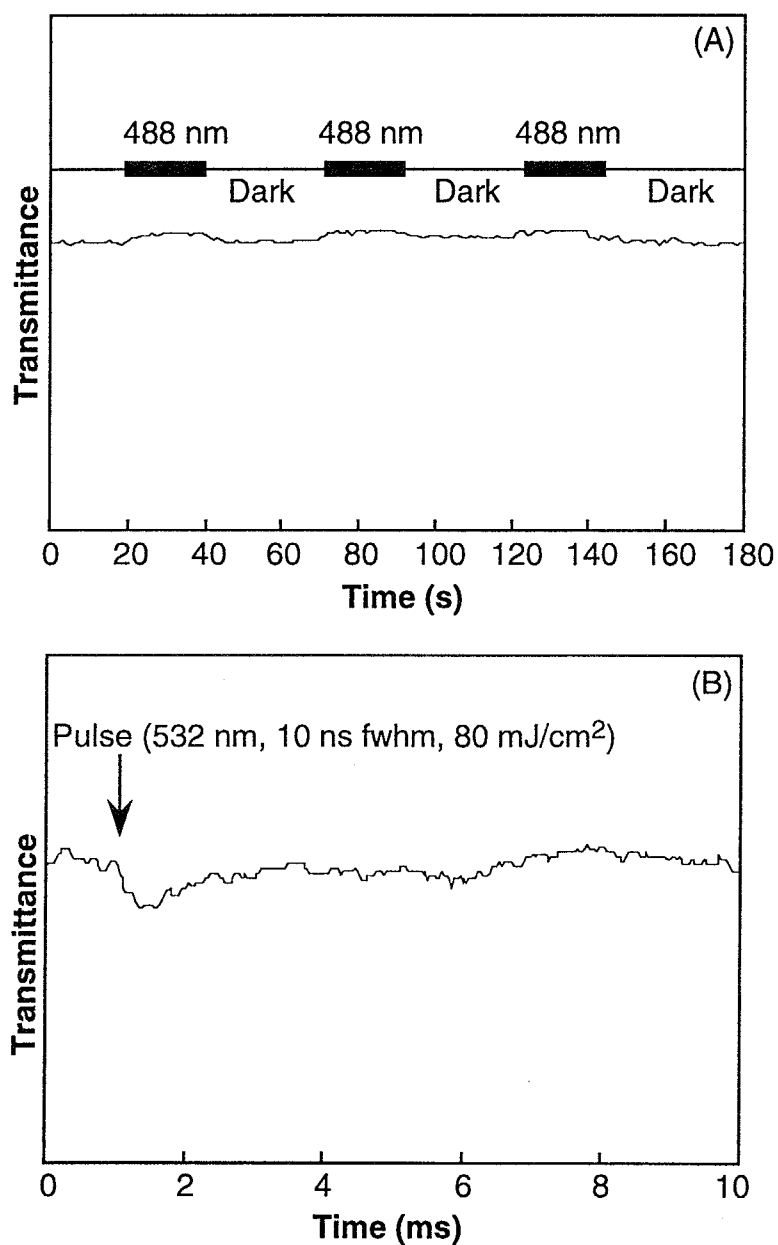 (A)
488 nm 488 nm 488 nm
Dark Dark Dark
Transmittance
0 20 40 60 80 100 120 140 160 180
Time (s)
(B)
Pulse (532 nm, 10 ns fwhm, 80 mJ/cm²)
Transmittance
0 2 4 6 8 10
Time (ms)